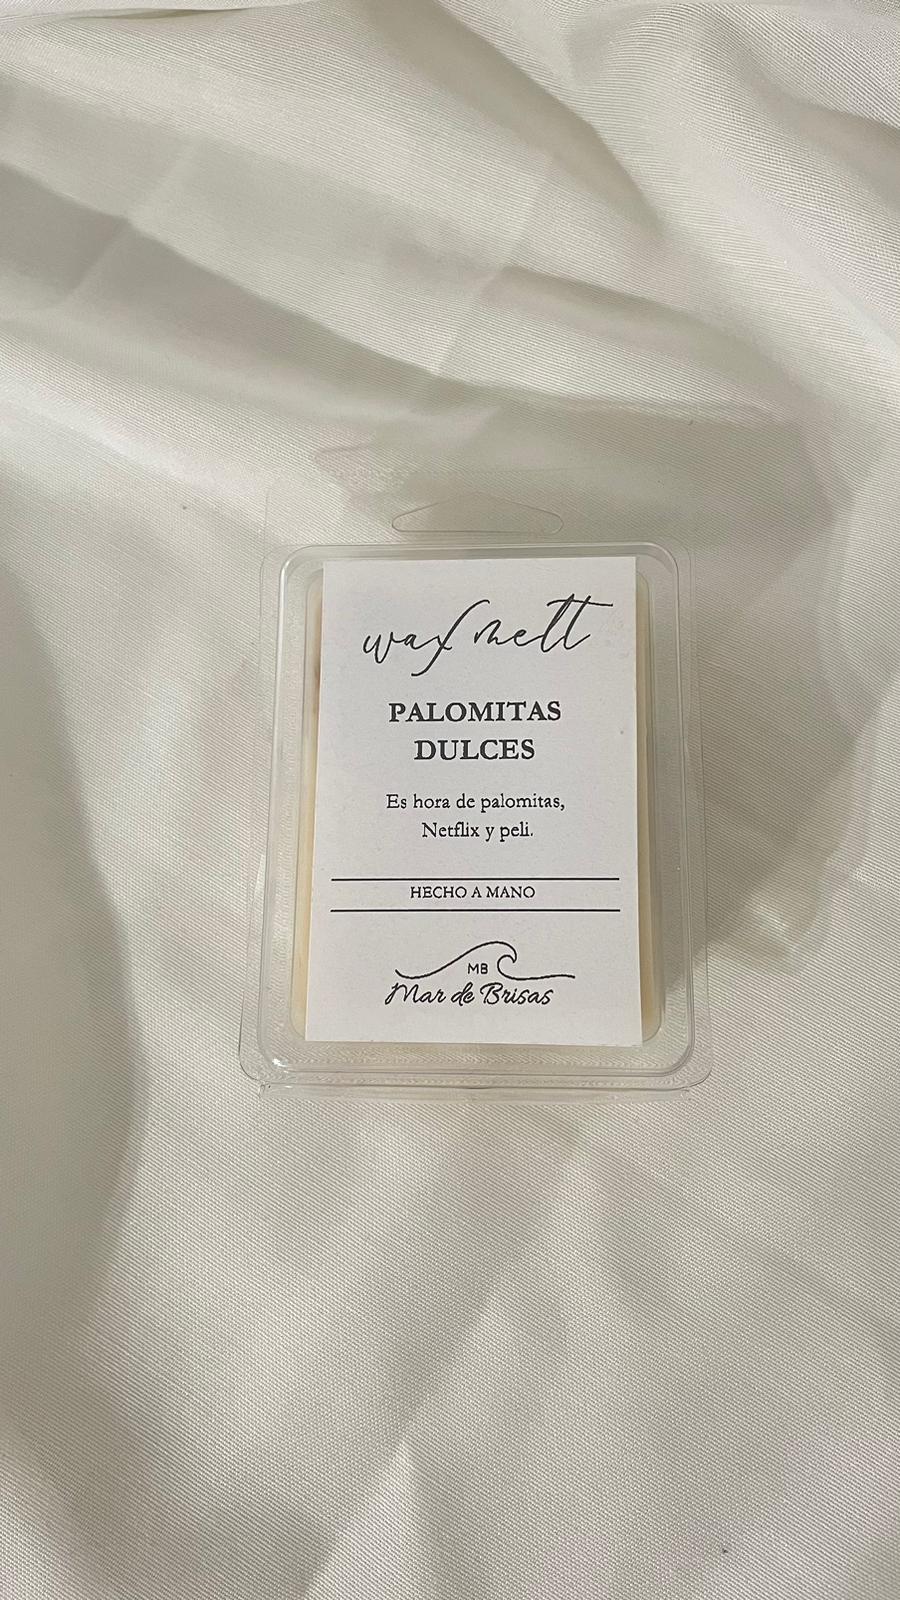 wax melt
PALOMITAS
DULCES
Es hora de palomitas,
Netflix y peli.
HECHO A MANO
MB
Mar de Brisas